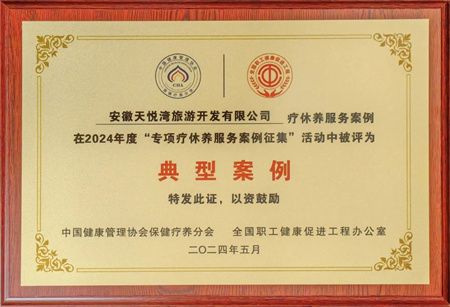 CHA
安徽天悦湾旅游开发有限公司 疗休养服务案例
在2024年度“专项疗休养服务案例征集”活动中被评为
典型案例
特发此证，以资鼓励
中国健康管理协会保健疗养分会 全国职工健康促进工程办公室
二〇二四年五月